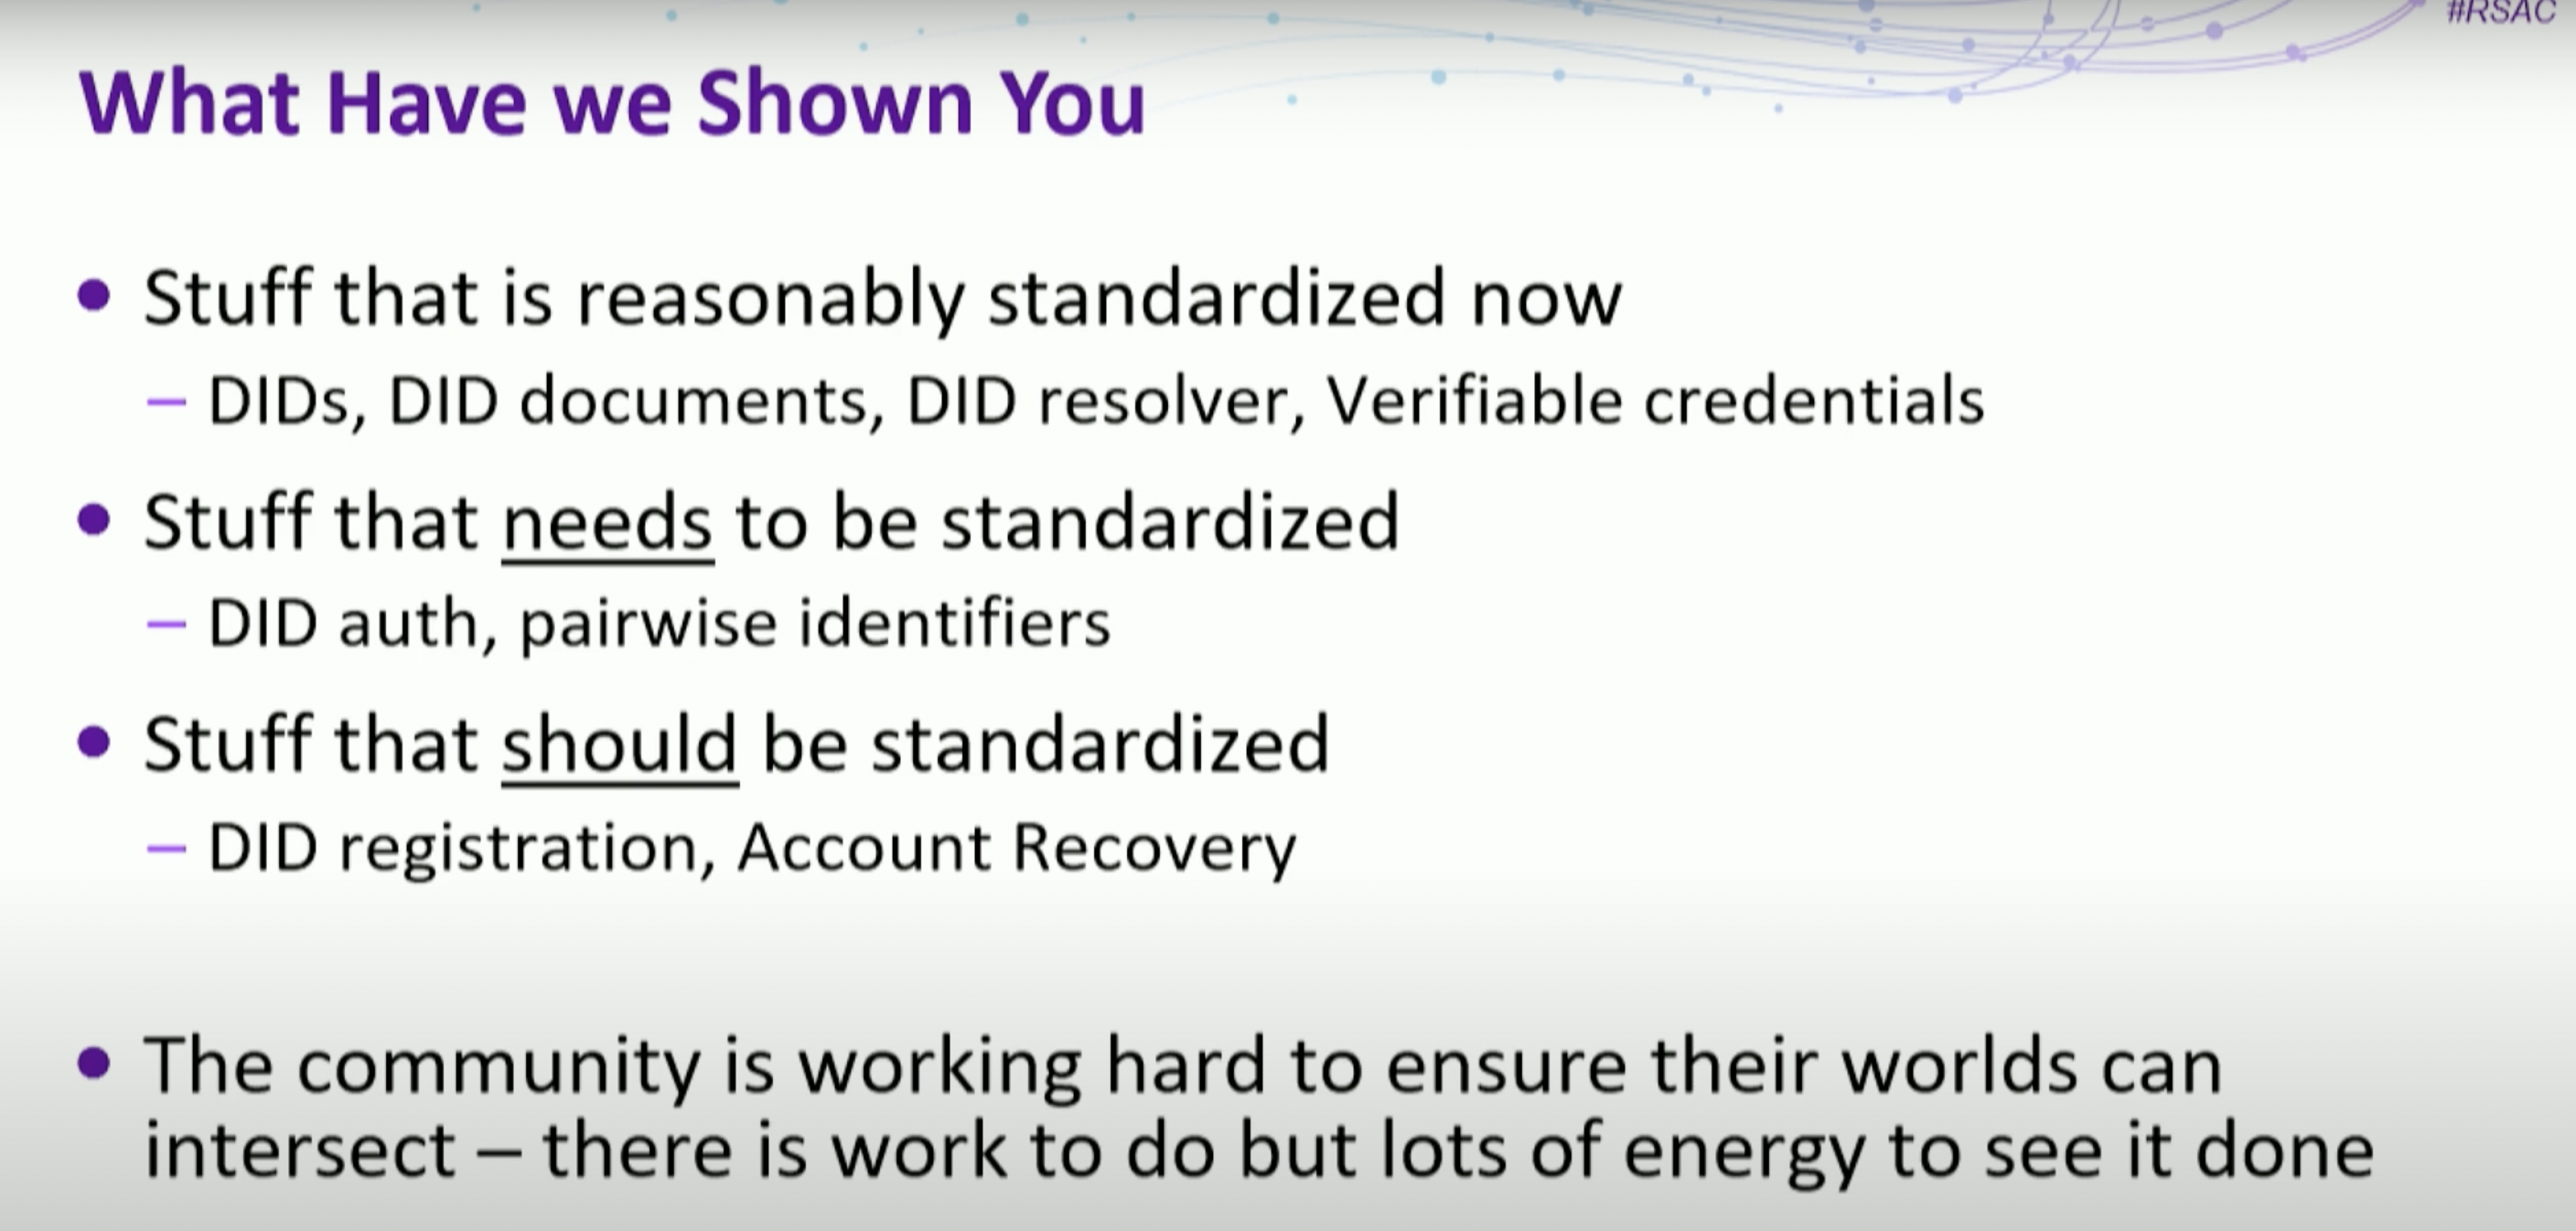 #RSAC
What Have we Shown You
• Stuff that is reasonably standardized now
– DIDs, DID documents, DID resolver, Verifiable credentials
• Stuff that needs to be standardized
– DID auth, pairwise identifiers
• Stuff that should be standardized
– DID registration, Account Recovery
• The community is working hard to ensure their worlds can
intersect – there is work to do but lots of energy to see it done